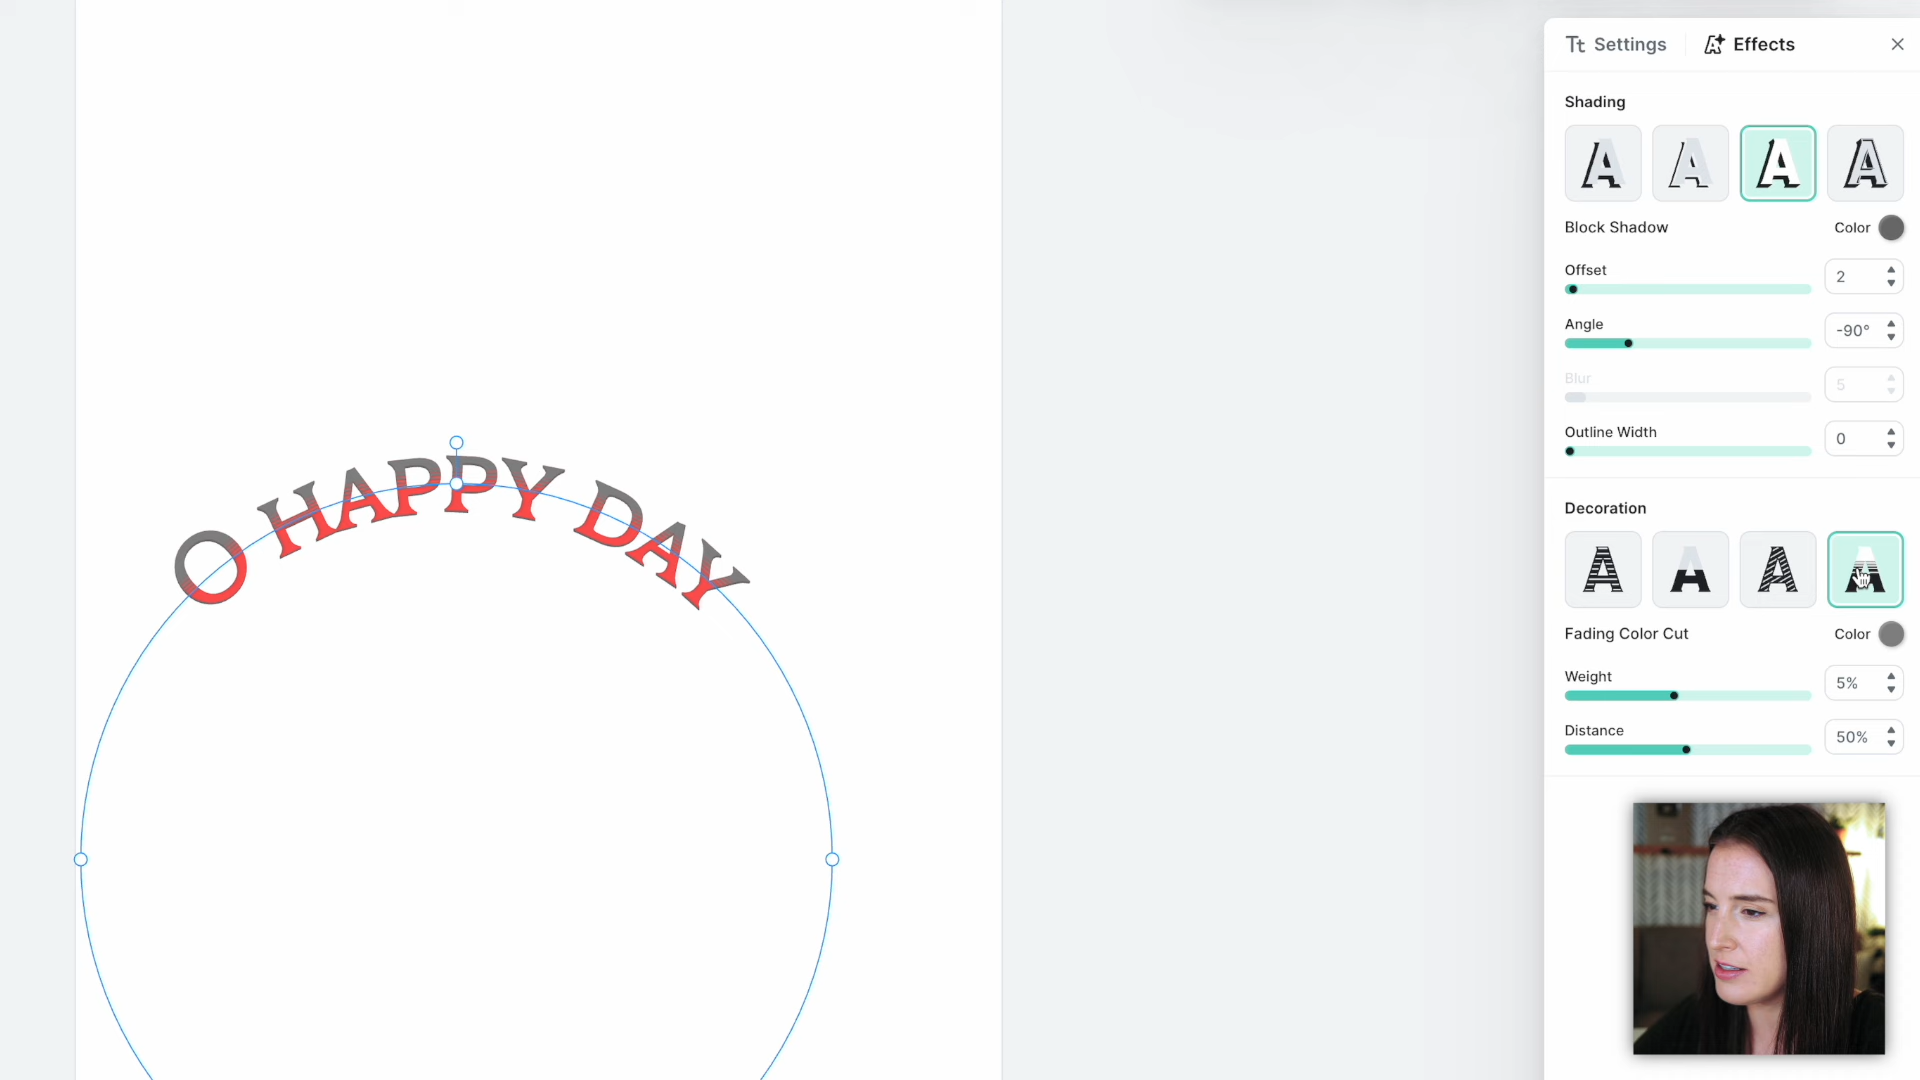 Tt Settings
Effects
Shading
A A A A
Block Shadow
Color
Offset
2
Angle
-90°
Blur
5
Outline Width
0
O HAPPY DAY
Decoration
A A A A
Fading Color Cut
Color
Weight
5%
Distance
50%